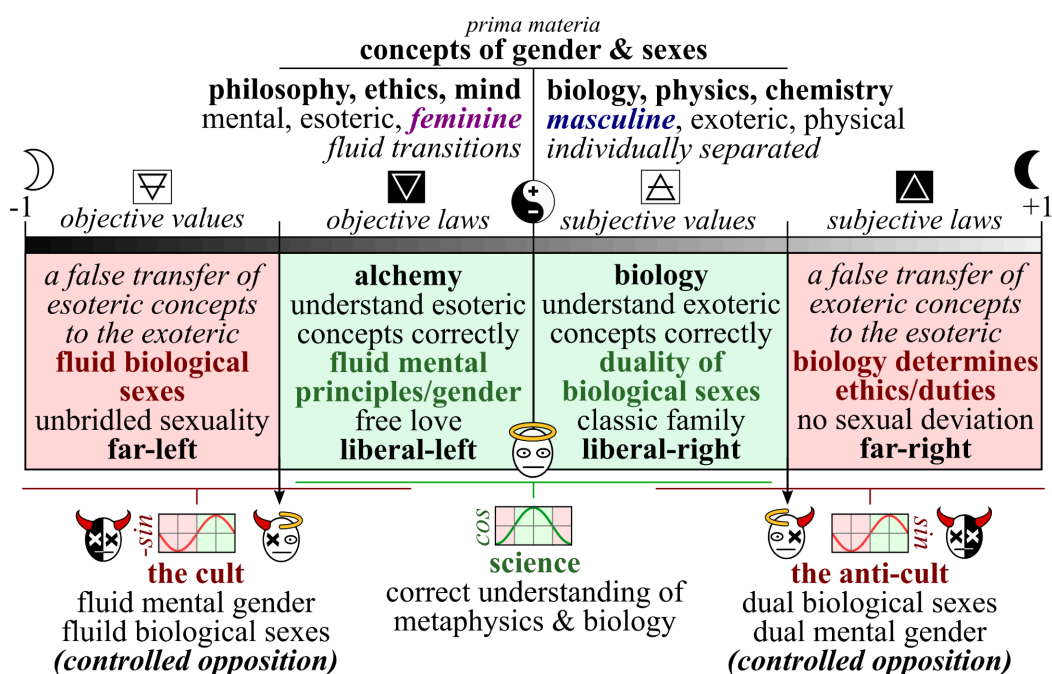 prima materia
concepts of gender & sexes
philosophy, ethics, mind
mental, esoteric, feminine
fluid transitions
biology, physics, chemistry
masculine, exoteric, physical
individually separated
-1
objective values
objective laws
+
-
subjective values
subjective laws
+1
a false transfer of
esoteric concepts
to the exoteric
fluid biological
sexes
unbridled sexuality
far-left
alchemy
understand esoteric
concepts correctly
fluid mental
principles/gender
free love
liberal-left
biology
understand exoteric
concepts correctly
duality of
biological sexes
classic family
liberal-right
a false transfer of
exoteric concepts
to the esoteric
biology determines
ethics/duties
no sexual deviation
far-right
-sin
the cult
fluid mental gender
fluild biological sexes
(controlled opposition)
cos
science
correct understanding of
metaphysics & biology
sin
the anti-cult
dual biological sexes
dual mental gender
(controlled opposition)